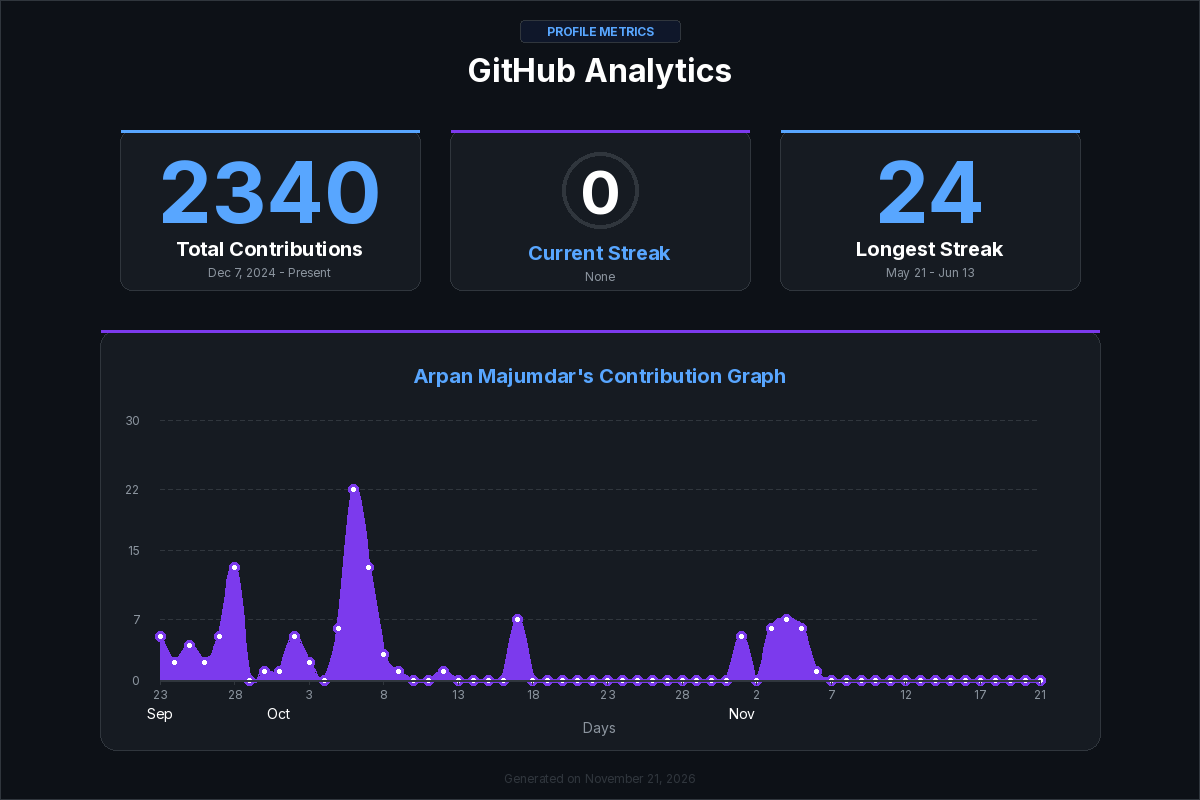 PROFILE METRICS
GitHub Analytics
2340
Total Contributions
Dec 7, 2024 - Present
0
Current Streak
None
24
Longest Streak
May 21 - Jun 13
Arpan Majumdar's Contribution Graph
30
22
15
7
0
23 28 3 8 13 18 23 28 2 7 12 17 21
Sep Oct Nov
Days
Generated on November 21, 2026